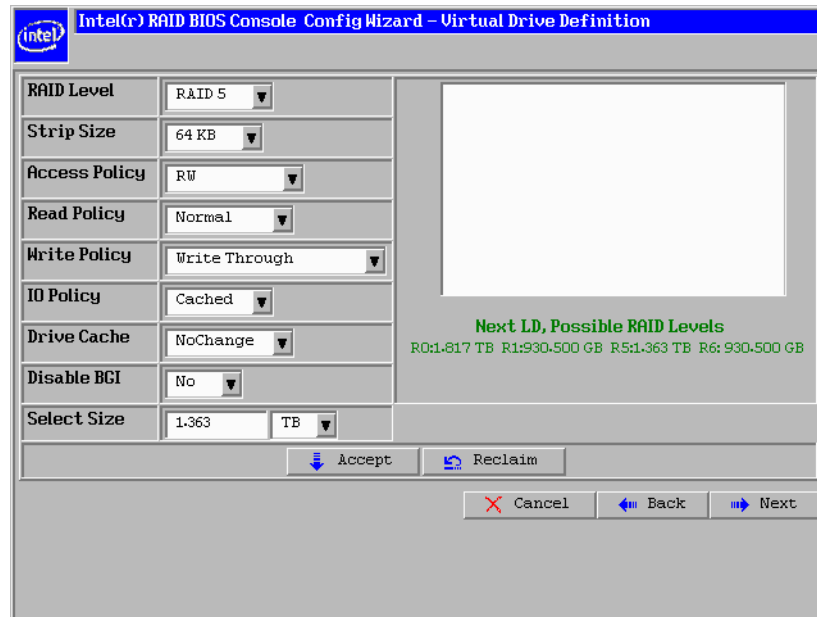 intel
Intel(r) RAID BIOS Console Config Wizard - Virtual Drive Definition
RAID Level RAID 5
Strip Size 64 KB
Access Policy RW
Read Policy Normal
Write Policy Write Through
IO Policy Cached
Drive Cache NoChange
Disable BGI No
Select Size 1.363 TB
Next LD, Possible RAID Levels
R0:1.817 TB R1:930.500 GB R5:1.363 TB R6: 930.500 GB
Accept Reclaim
Cancel Back Next